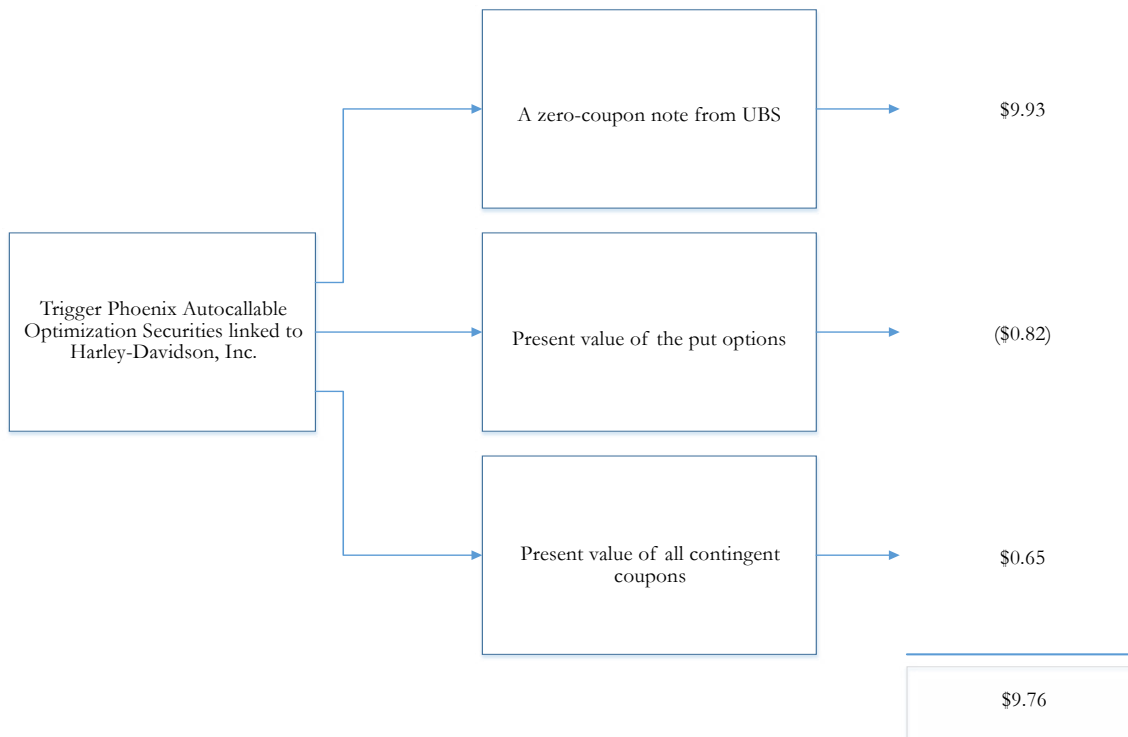 A zero-coupon note from UBS
$9.93
Trigger Phoenix Autocallable
Optimization Securities linked to
Harley-Davidson, Inc.
Present value of the put options
($0.82)
Present value of all contingent
coupons
$0.65
$9.76